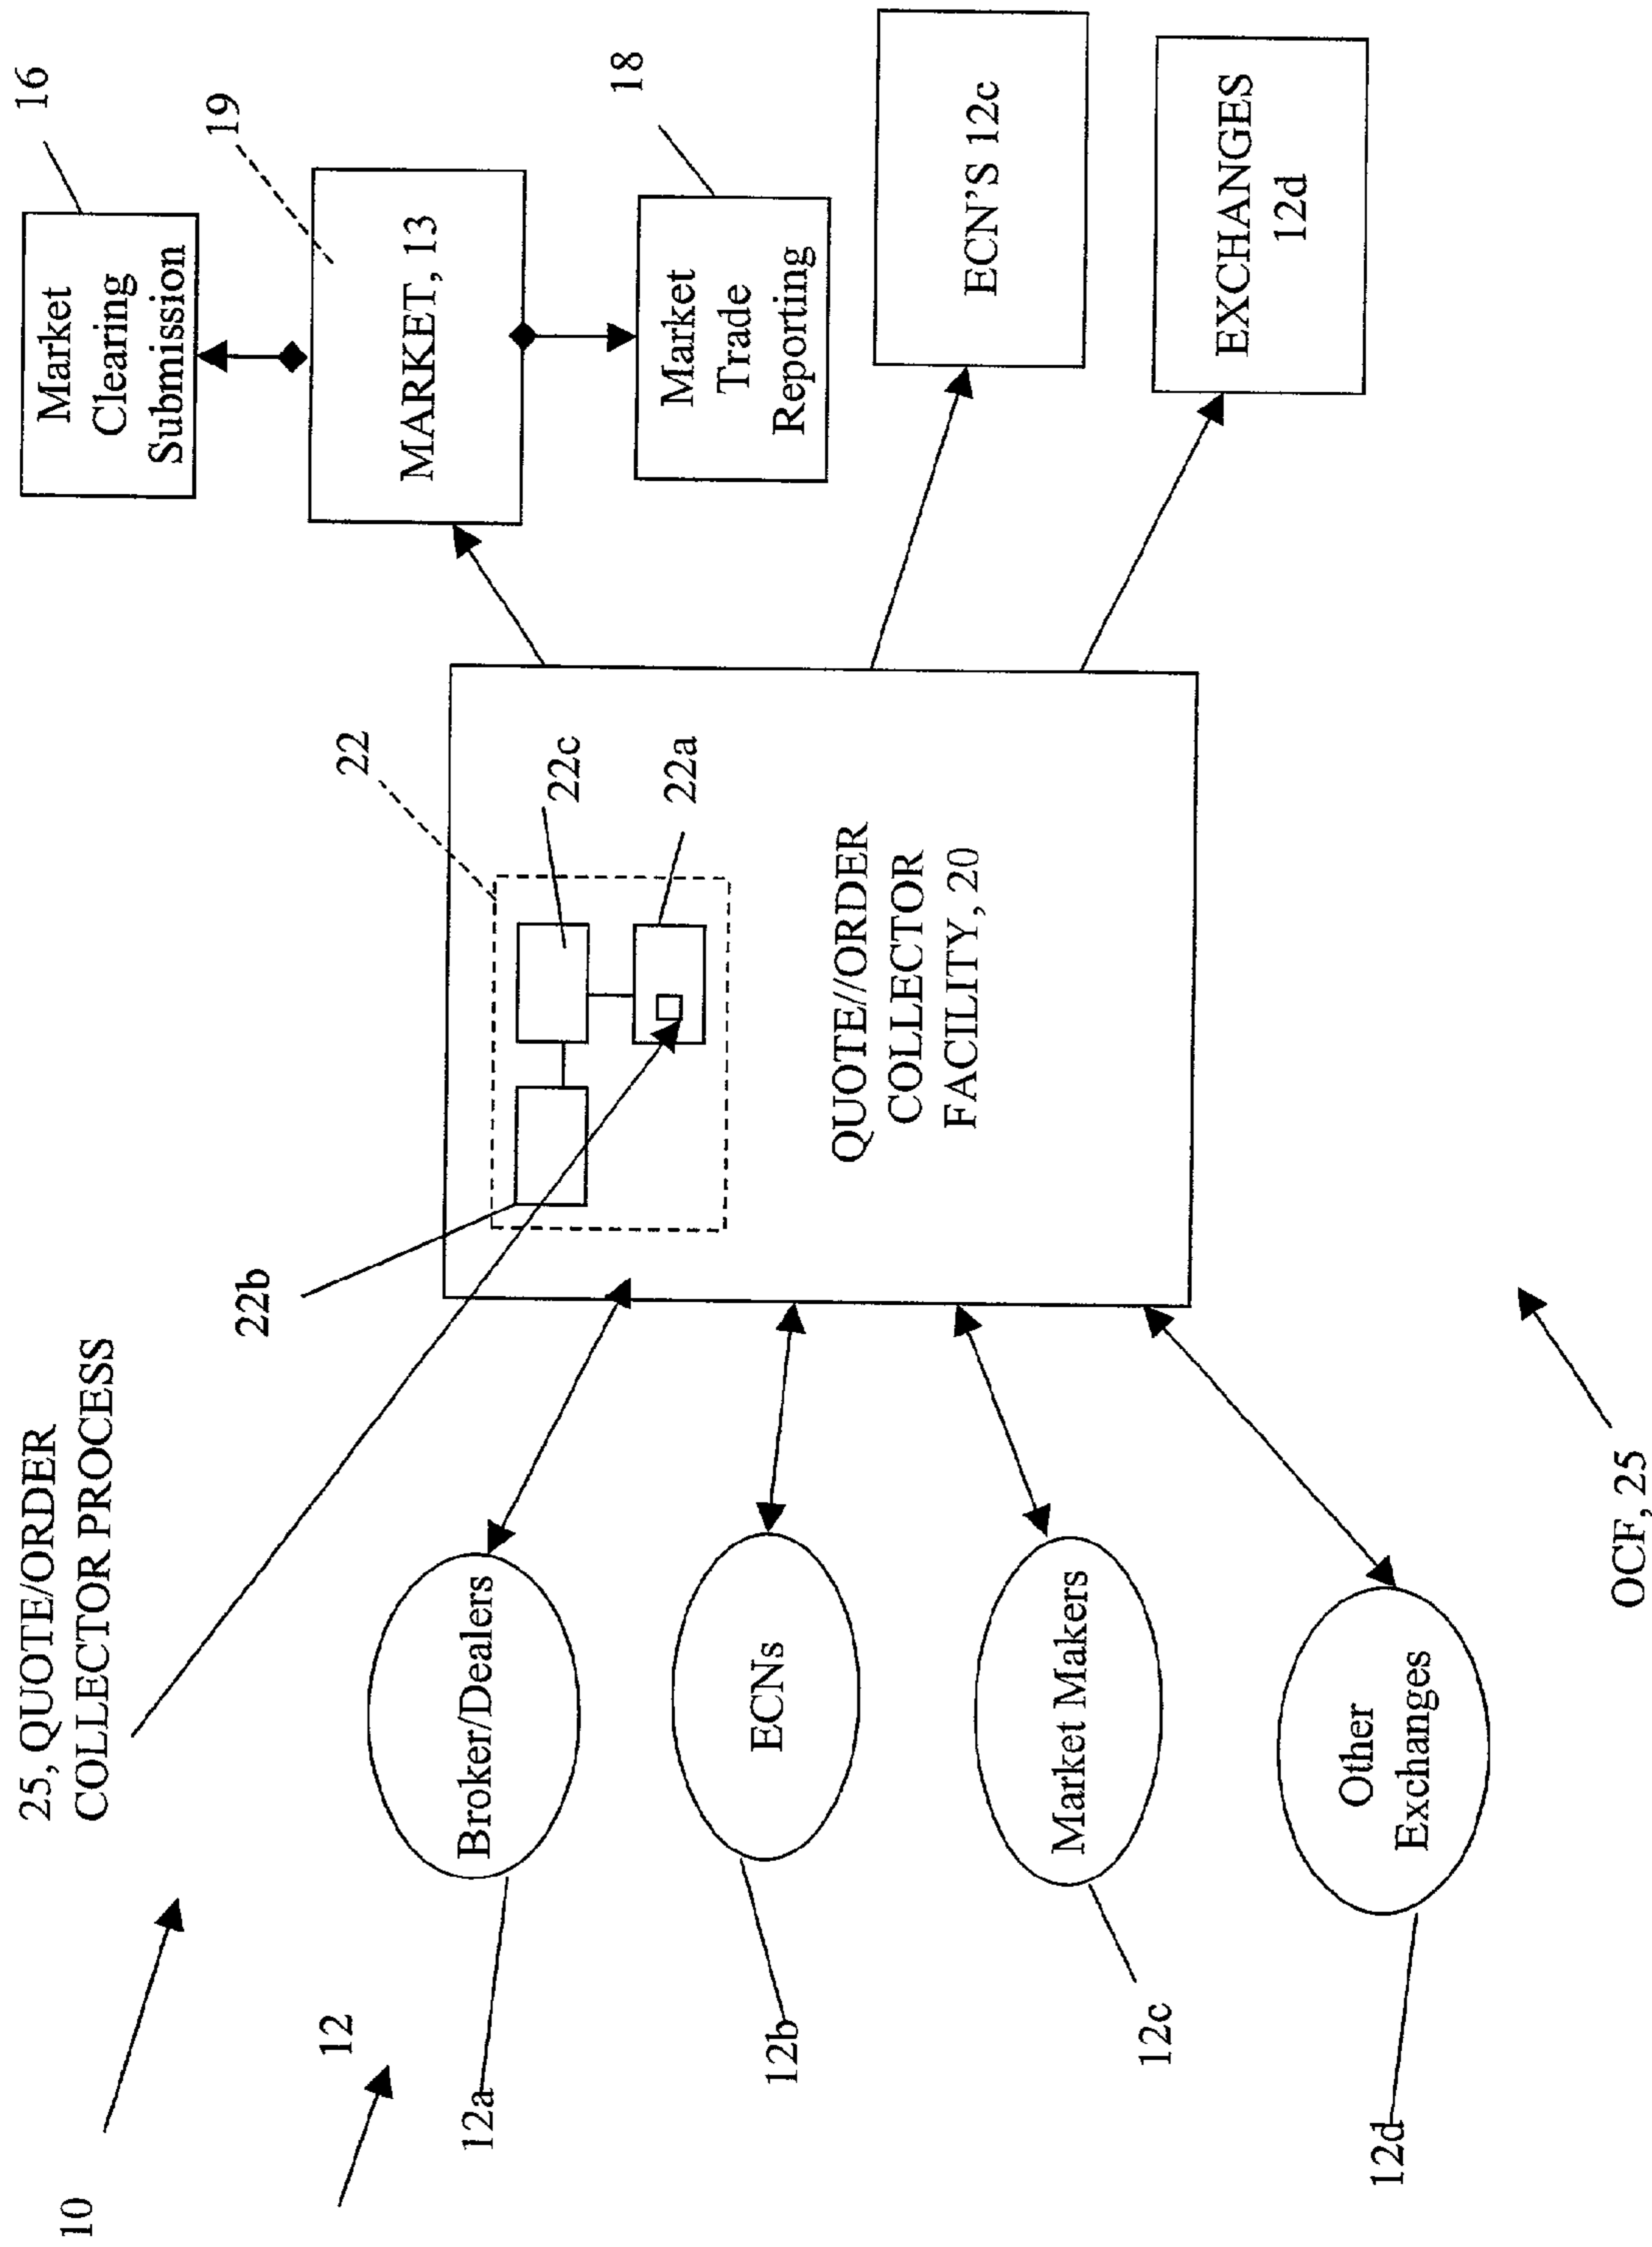 10
25, QUOTE/ORDER
COLLECTOR PROCESS
12
12a
Broker/Dealers
12b
ECNs
12c
Market Makers
12d
Other
Exchanges
22b
22
22c
22a
QUOTE//ORDER
COLLECTOR
FACILITY, 20
16
Market
Clearing
Submission
19
MARKET, 13
18
Market
Trade
Reporting
ECN'S 12c
EXCHANGES
12d
OCF, 25